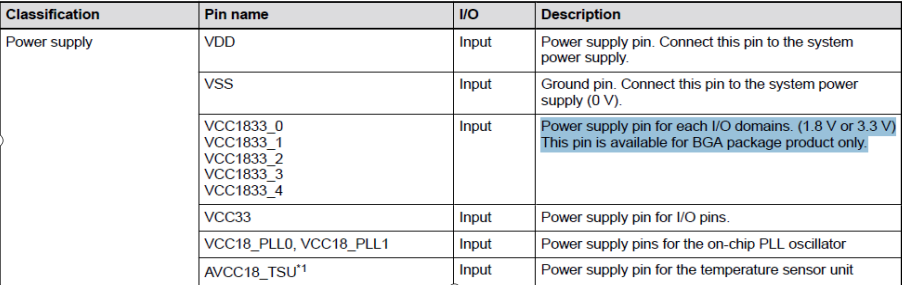 Classification Pin name I/O Description
Power supply VDD Input Power supply pin. Connect this pin to the system
power supply.
VSS Input Ground pin. Connect this pin to the system power
supply (0 V).
VCC1833_0 Input Power supply pin for each I/O domains. (1.8 V or 3.3 V)
VCC1833_1 This pin is available for BGA package product only.
VCC1833_2
VCC1833_3
VCC1833_4
VCC33 Input Power supply pin for I/O pins.
VCC18_PLL0, VCC18_PLL1 Input Power supply pins for the on-chip PLL oscillator
AVCC18_TSU*1 Input Power supply pin for the temperature sensor unit